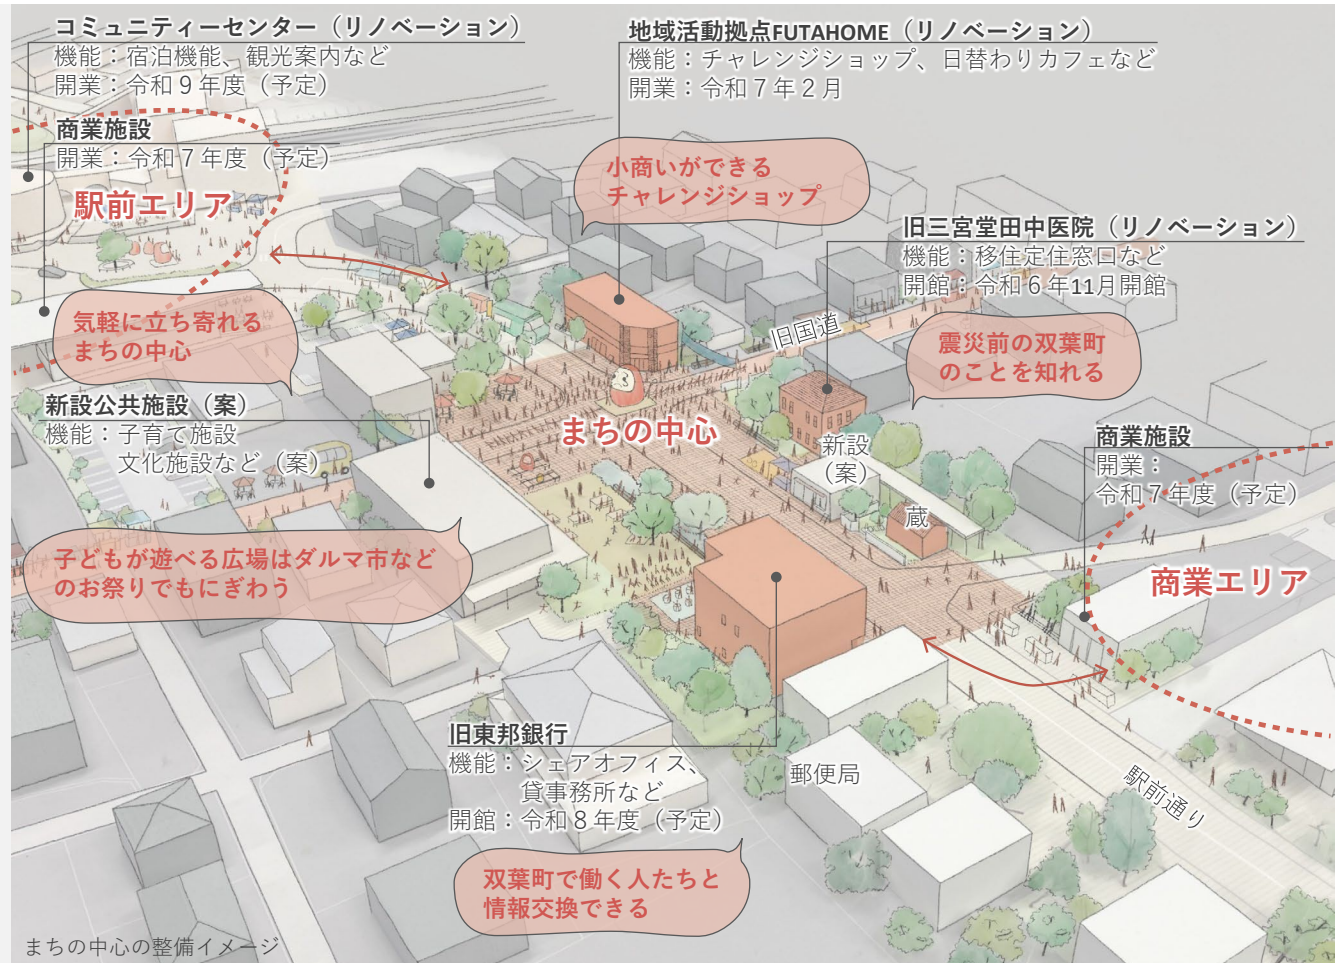 コミュニティーセンター（リノベーション）
機能：宿泊機能、観光案内など
開業：令和９年度（予定）
商業施設
開業：令和７年度（予定）
駅前エリア
地域活動拠点FUTAHOME（リノベーション）
機能：チャレンジショップ、日替わりカフェなど
開業：令和７年２月
小商いができる
チャレンジショップ
旧三宮堂田中医院（リノベーション）
機能：移住定住窓口など
開館：令和６年11月開館
旧国道
震災前の双葉町
のことを知れる
気軽に立ち寄れる
まちの中心
新設公共施設（案）
機能：子育て施設
文化施設など（案）
まちの中心
新設
（案）
蔵
商業施設
開業：
令和７年度（予定）
商業エリア
子どもが遊べる広場はダルマ市など
のお祭りでもにぎわう
旧東邦銀行
機能：シェアオフィス、
貸事務所など
開館：令和８年度（予定）
郵便局
駅前通り
双葉町で働く人たちと
情報交換できる
まちの中心の整備イメージ